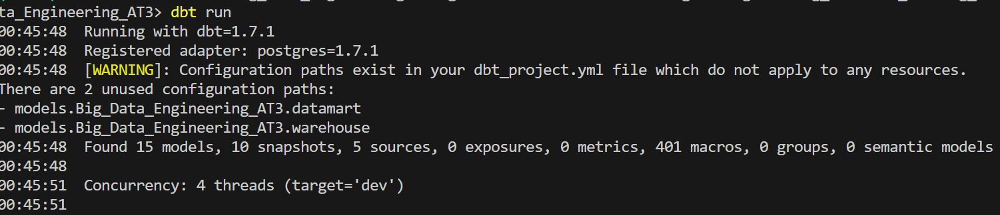 ta_Engineering_AT3> dbt run
00:45:48  Running with dbt=1.7.1
00:45:48  Registered adapter: postgres=1.7.1
00:45:48  [WARNING]: Configuration paths exist in your dbt_project.yml file which do not apply to any resources.
There are 2 unused configuration paths:
- models.Big_Data_Engineering_AT3.datamart
- models.Big_Data_Engineering_AT3.warehouse
00:45:48  Found 15 models, 10 snapshots, 5 sources, 0 exposures, 0 metrics, 401 macros, 0 groups, 0 semantic models
00:45:48
00:45:51  Concurrency: 4 threads (target='dev')
00:45:51